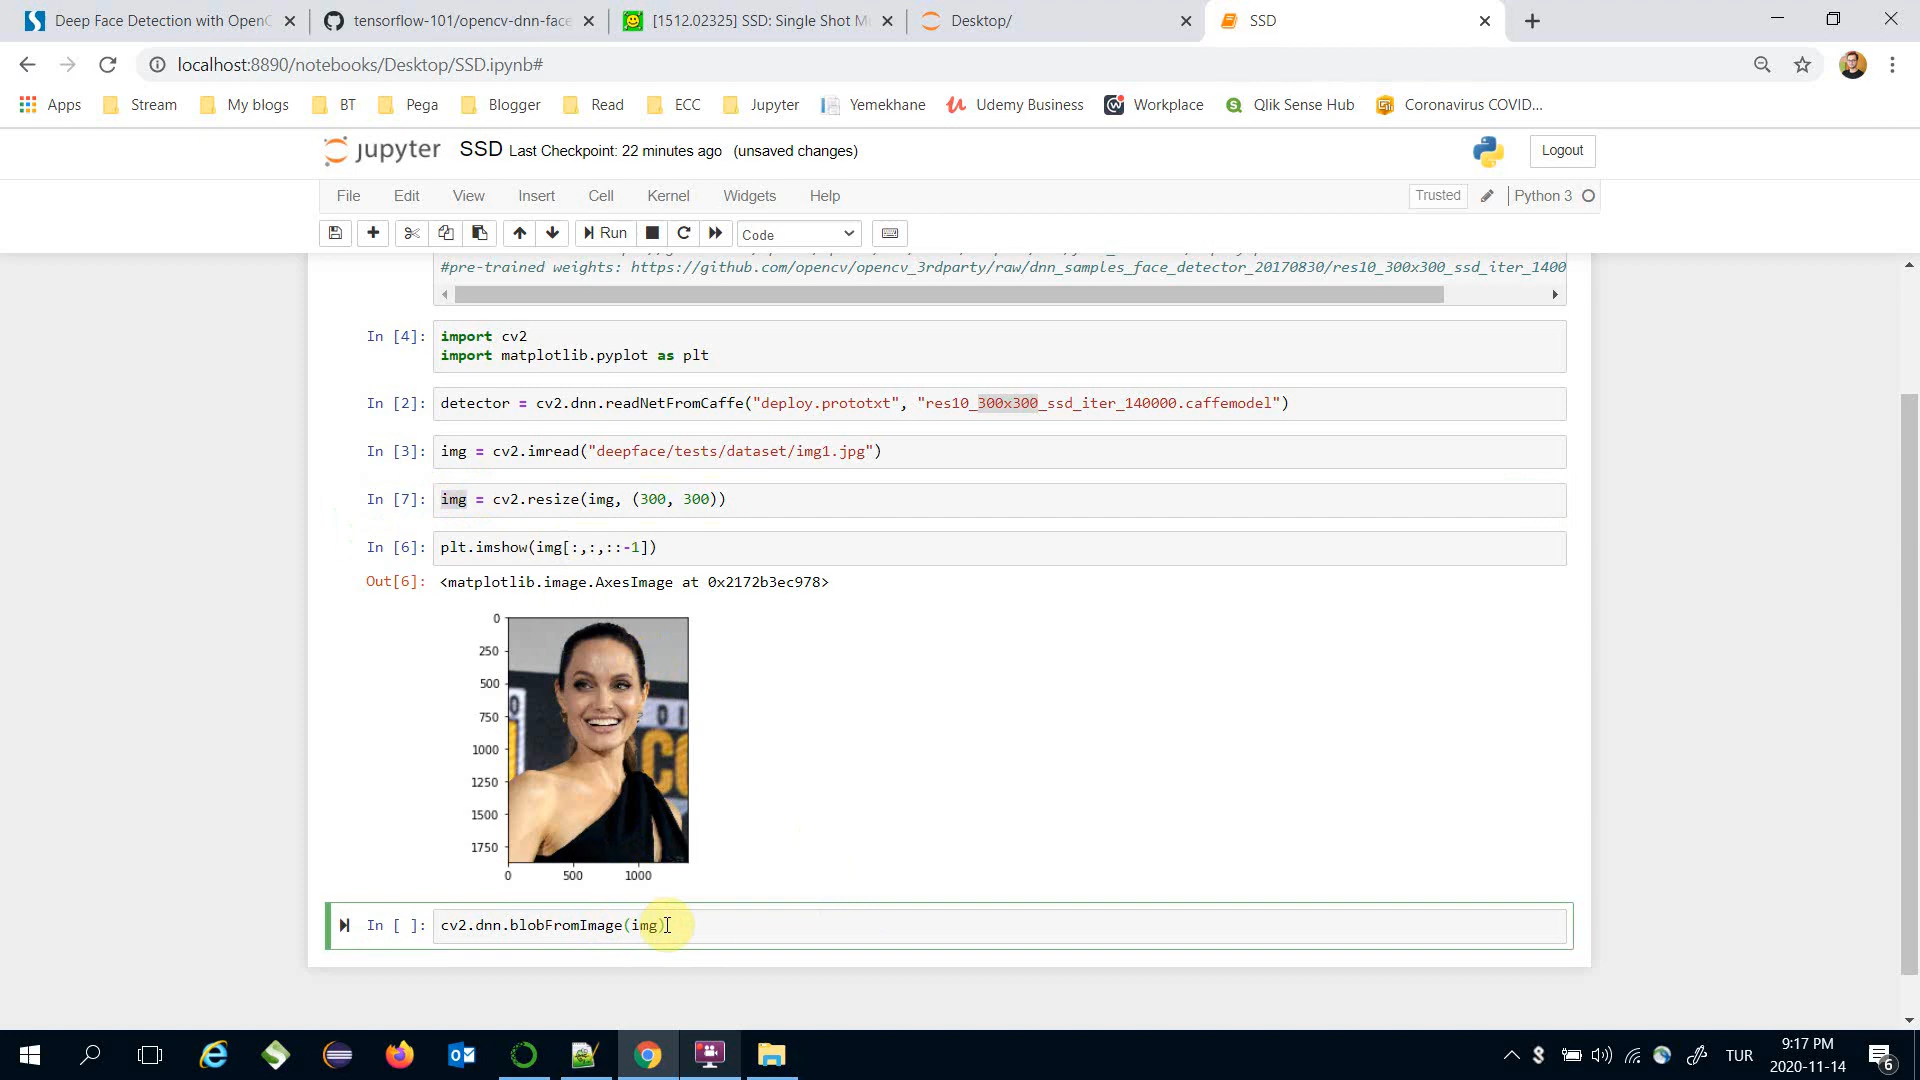 Deep Face Detection with OpenC
tensorflow-101/opencv-dnn-face
[1512.02325] SSD: Single Shot M
Desktop/
SSD
localhost:8890/notebooks/Desktop/SSD.ipynb#
Apps Stream My blogs BT Pega Blogger Read ECC Jupyter Yemekhane Udemy Business Workplace Qlik Sense Hub Coronavirus COVID...
jupyter SSD Last Checkpoint: 22 minutes ago (unsaved changes)
Logout
File Edit View Insert Cell Kernel Widgets Help
Trusted Python 3
Run Code
#pre-trained weights: https://github.com/opencv/opencv_3rdparty/raw/dnn_samples_face_detector_20170830/res10_300x300_ssd_iter_1400
In [4]: import cv2
import matplotlib.pyplot as plt
In [2]: detector = cv2.dnn.readNetFromCaffe("deploy.prototxt", "res10_300x300_ssd_iter_140000.caffemodel")
In [3]: img = cv2.imread("deepface/tests/dataset/img1.jpg")
In [7]: img = cv2.resize(img, (300, 300))
In [6]: plt.imshow(img[:,:,::-1])
Out[6]: <matplotlib.image.AxesImage at 0x2172b3ec978>
0
250
500
750
1000
1250
1500
1750
0 500 1000
In [ ]: cv2.dnn.blobFromImage(img)
TUR
9:17 PM
2020-11-14
6